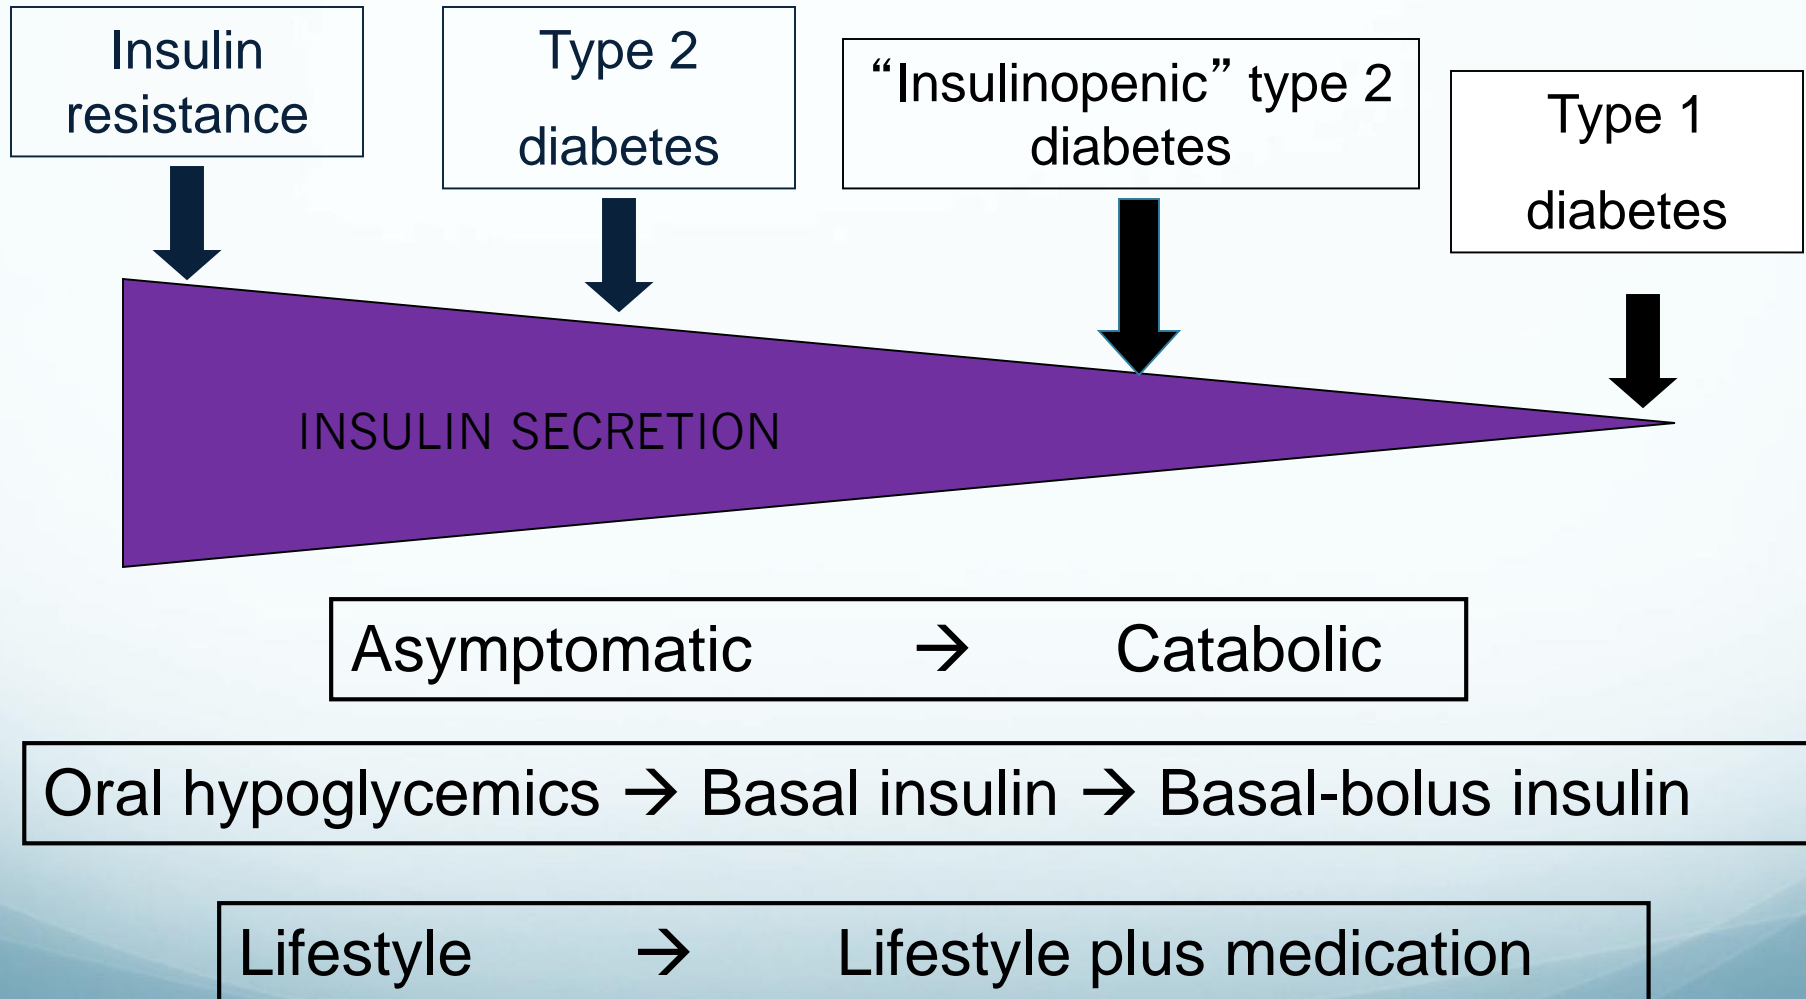 Insulin
resistance
Type 2
diabetes
“Insulinopenic” type 2
diabetes
Type 1
diabetes
INSULIN SECRETION
Asymptomatic → Catabolic
Oral hypoglycemics → Basal insulin → Basal-bolus insulin
Lifestyle → Lifestyle plus medication